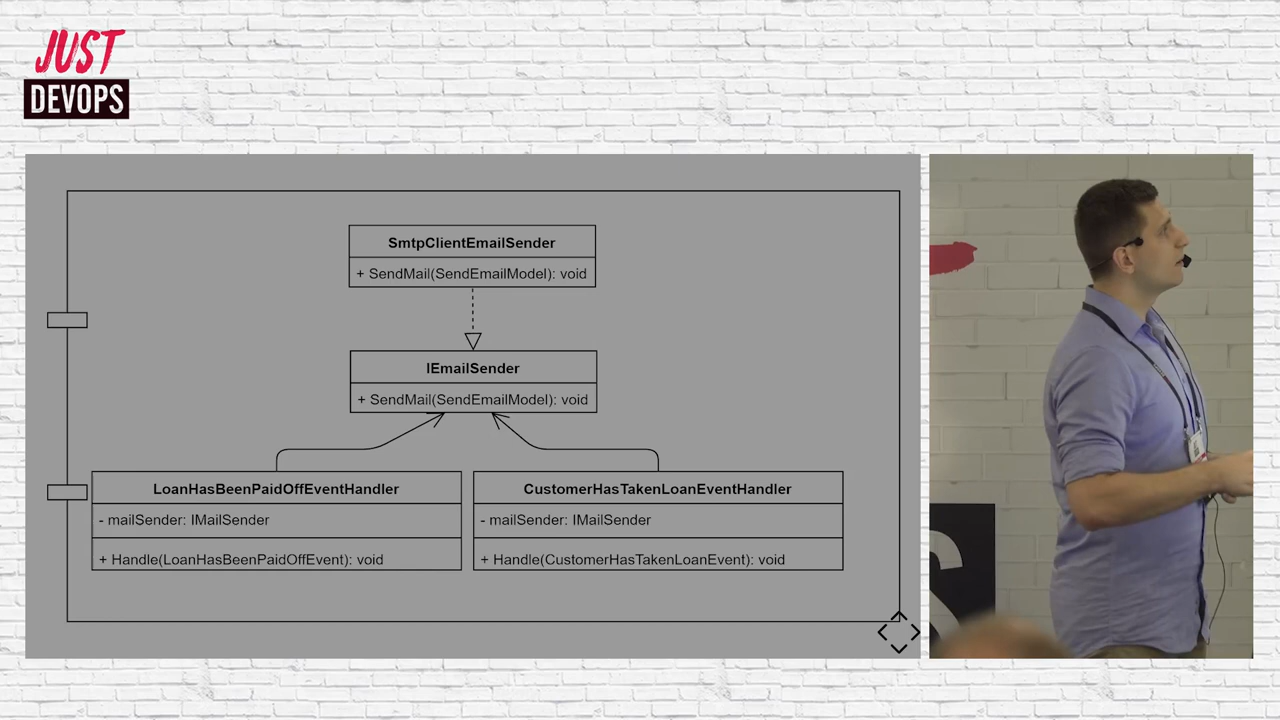 JUST
DEVOPS
SmtpClientEmailSender
+ SendMail(SendEmailModel): void
IEmailSender
+ SendMail(SendEmailModel): void
LoanHasBeenPaidOffEventHandler
- mailSender: IMailSender
+ Handle(LoanHasBeenPaidOffEvent): void
CustomerHasTakenLoanEventHandler
- mailSender: IMailSender
+ Handle(CustomerHasTakenLoanEvent): void